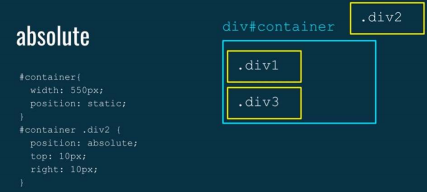 absolute
#container{
  width: 550px;
  position: static;
}
#container .div2 {
  position: absolute;
  top: 10px;
  right: 10px;
}
div#container
.div2
.div1
.div3